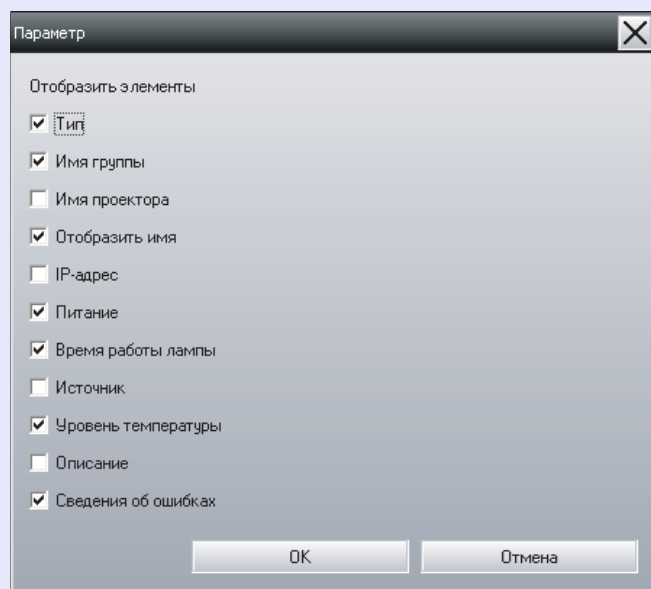 Параметр
Отобразить элементы
Тип
Имя группы
Имя проектора
Отобразить имя
IP-адрес
Питание
Время работы лампы
Источник
Уровень температуры
Описание
Сведения об ошибках
OK Отмена